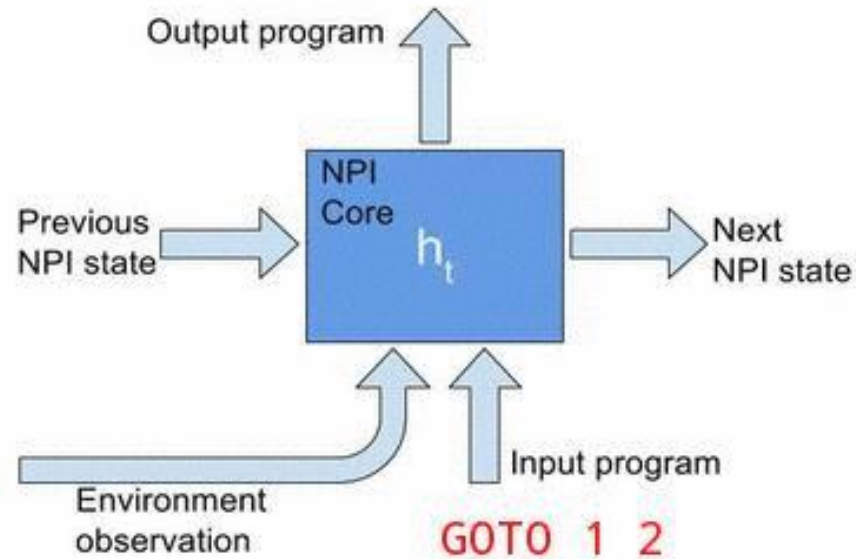 Output program
NPI
Core
h_t
Previous
NPI state
Next
NPI state
Input program
Environment
observation
GOTO 1 2